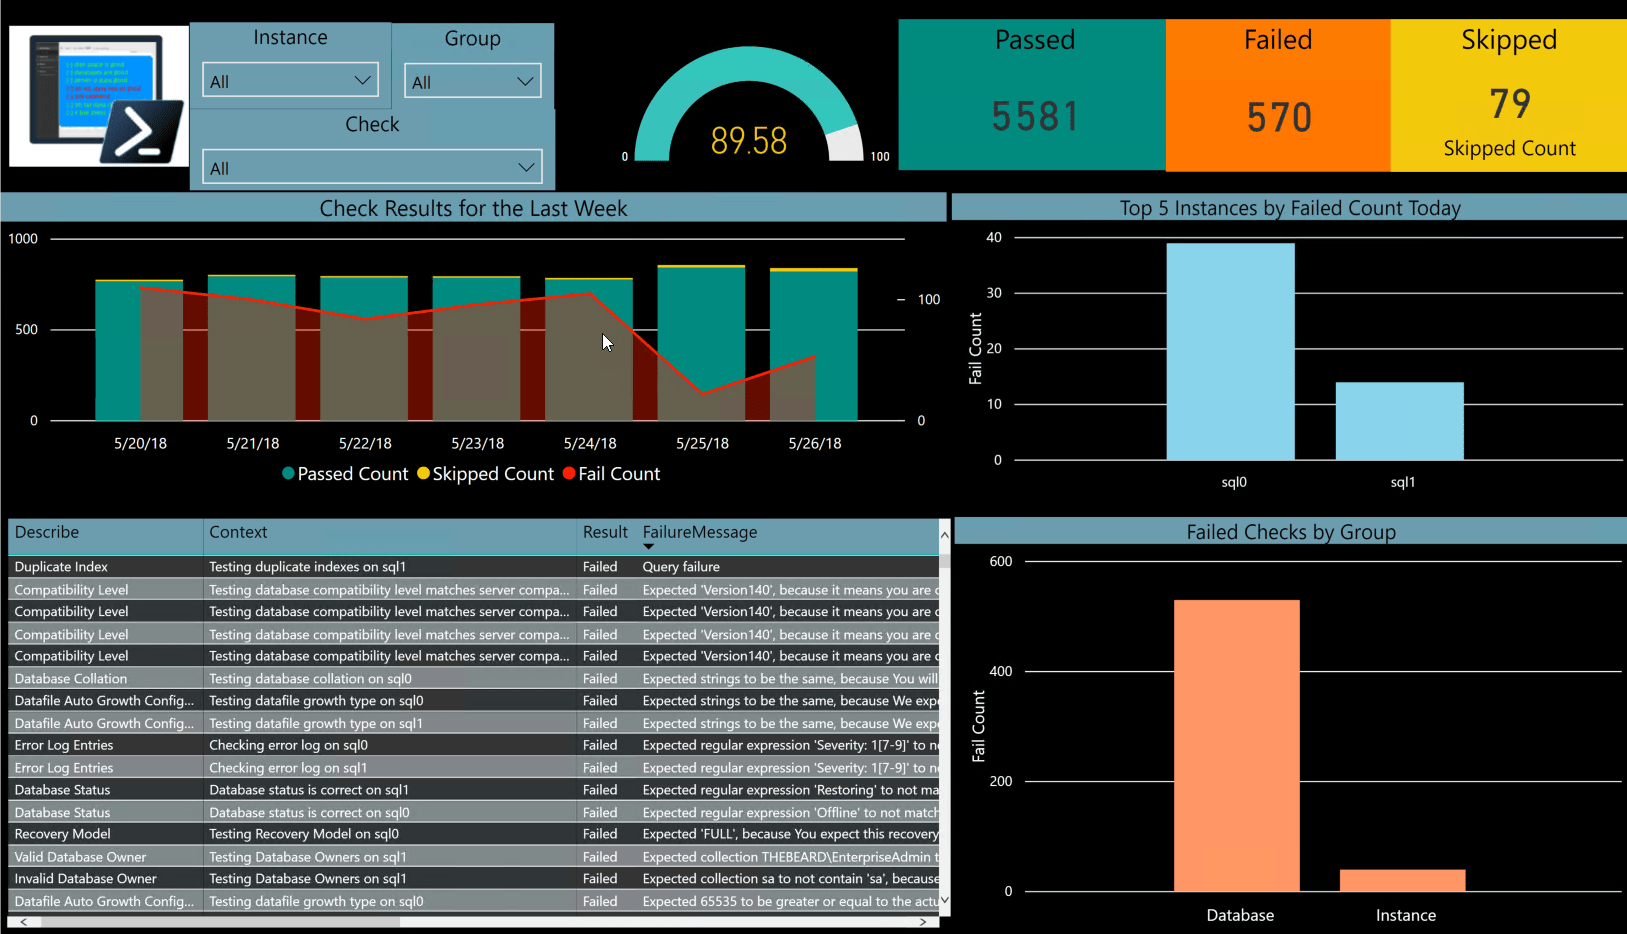 Instance
All
Group
All
Check
All
89.58
0
100
Passed
5581
Failed
570
Skipped
79
Skipped Count
Check Results for the Last Week
1000
500
0
100
0
5/20/18 5/21/18 5/22/18 5/23/18 5/24/18 5/25/18 5/26/18
Passed Count Skipped Count Fail Count
Top 5 Instances by Failed Count Today
Fail Count
40
30
20
10
0
sql0 sql1
Describe Context Result FailureMessage
Duplicate Index Testing duplicate indexes on sql1 Failed Query failure
Compatibility Level Testing database compatibility level matches server compa... Failed Expected 'Version140', because it means you are c
Compatibility Level Testing database compatibility level matches server compa... Failed Expected 'Version140', because it means you are c
Compatibility Level Testing database compatibility level matches server compa... Failed Expected 'Version140', because it means you are c
Compatibility Level Testing database compatibility level matches server compa... Failed Expected 'Version140', because it means you are c
Database Collation Testing database collation on sql0 Failed Expected strings to be the same, because You will
Datafile Auto Growth Config... Testing datafile growth type on sql0 Failed Expected strings to be the same, because We exp
Datafile Auto Growth Config... Testing datafile growth type on sql1 Failed Expected strings to be the same, because We exp
Error Log Entries Checking error log on sql0 Failed Expected regular expression 'Severity: 1[7-9]' to n
Error Log Entries Checking error log on sql1 Failed Expected regular expression 'Severity: 1[7-9]' to n
Database Status Database status is correct on sql1 Failed Expected regular expression 'Restoring' to not ma
Database Status Database status is correct on sql0 Failed Expected regular expression 'Offline' to not match
Recovery Model Testing Recovery Model on sql0 Failed Expected 'FULL', because You expect this recovery
Valid Database Owner Testing Database Owners on sql1 Failed Expected collection THEBEARD\EnterpriseAdmin t
Invalid Database Owner Testing Database Owners on sql1 Failed Expected collection sa to not contain 'sa', because
Datafile Auto Growth Config... Testing datafile growth type on sql0 Failed Expected 65535 to be greater or equal to the actu
Failed Checks by Group
Fail Count
600
400
200
0
Database Instance